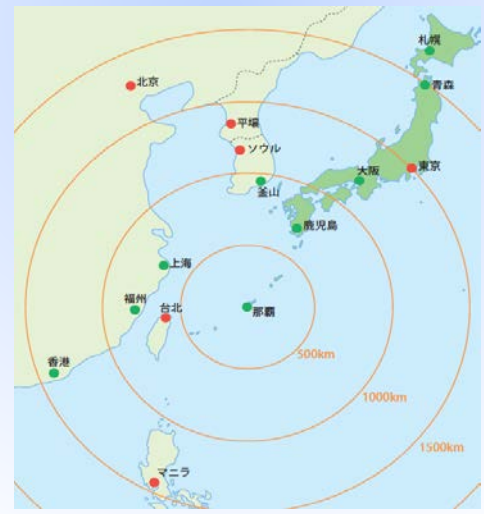 札幌
北京
青森
平壌
ソウル
大阪
東京
釜山
鹿児島
上海
福州
台北
那覇
500km
香港
1000km
1500km
マニラ